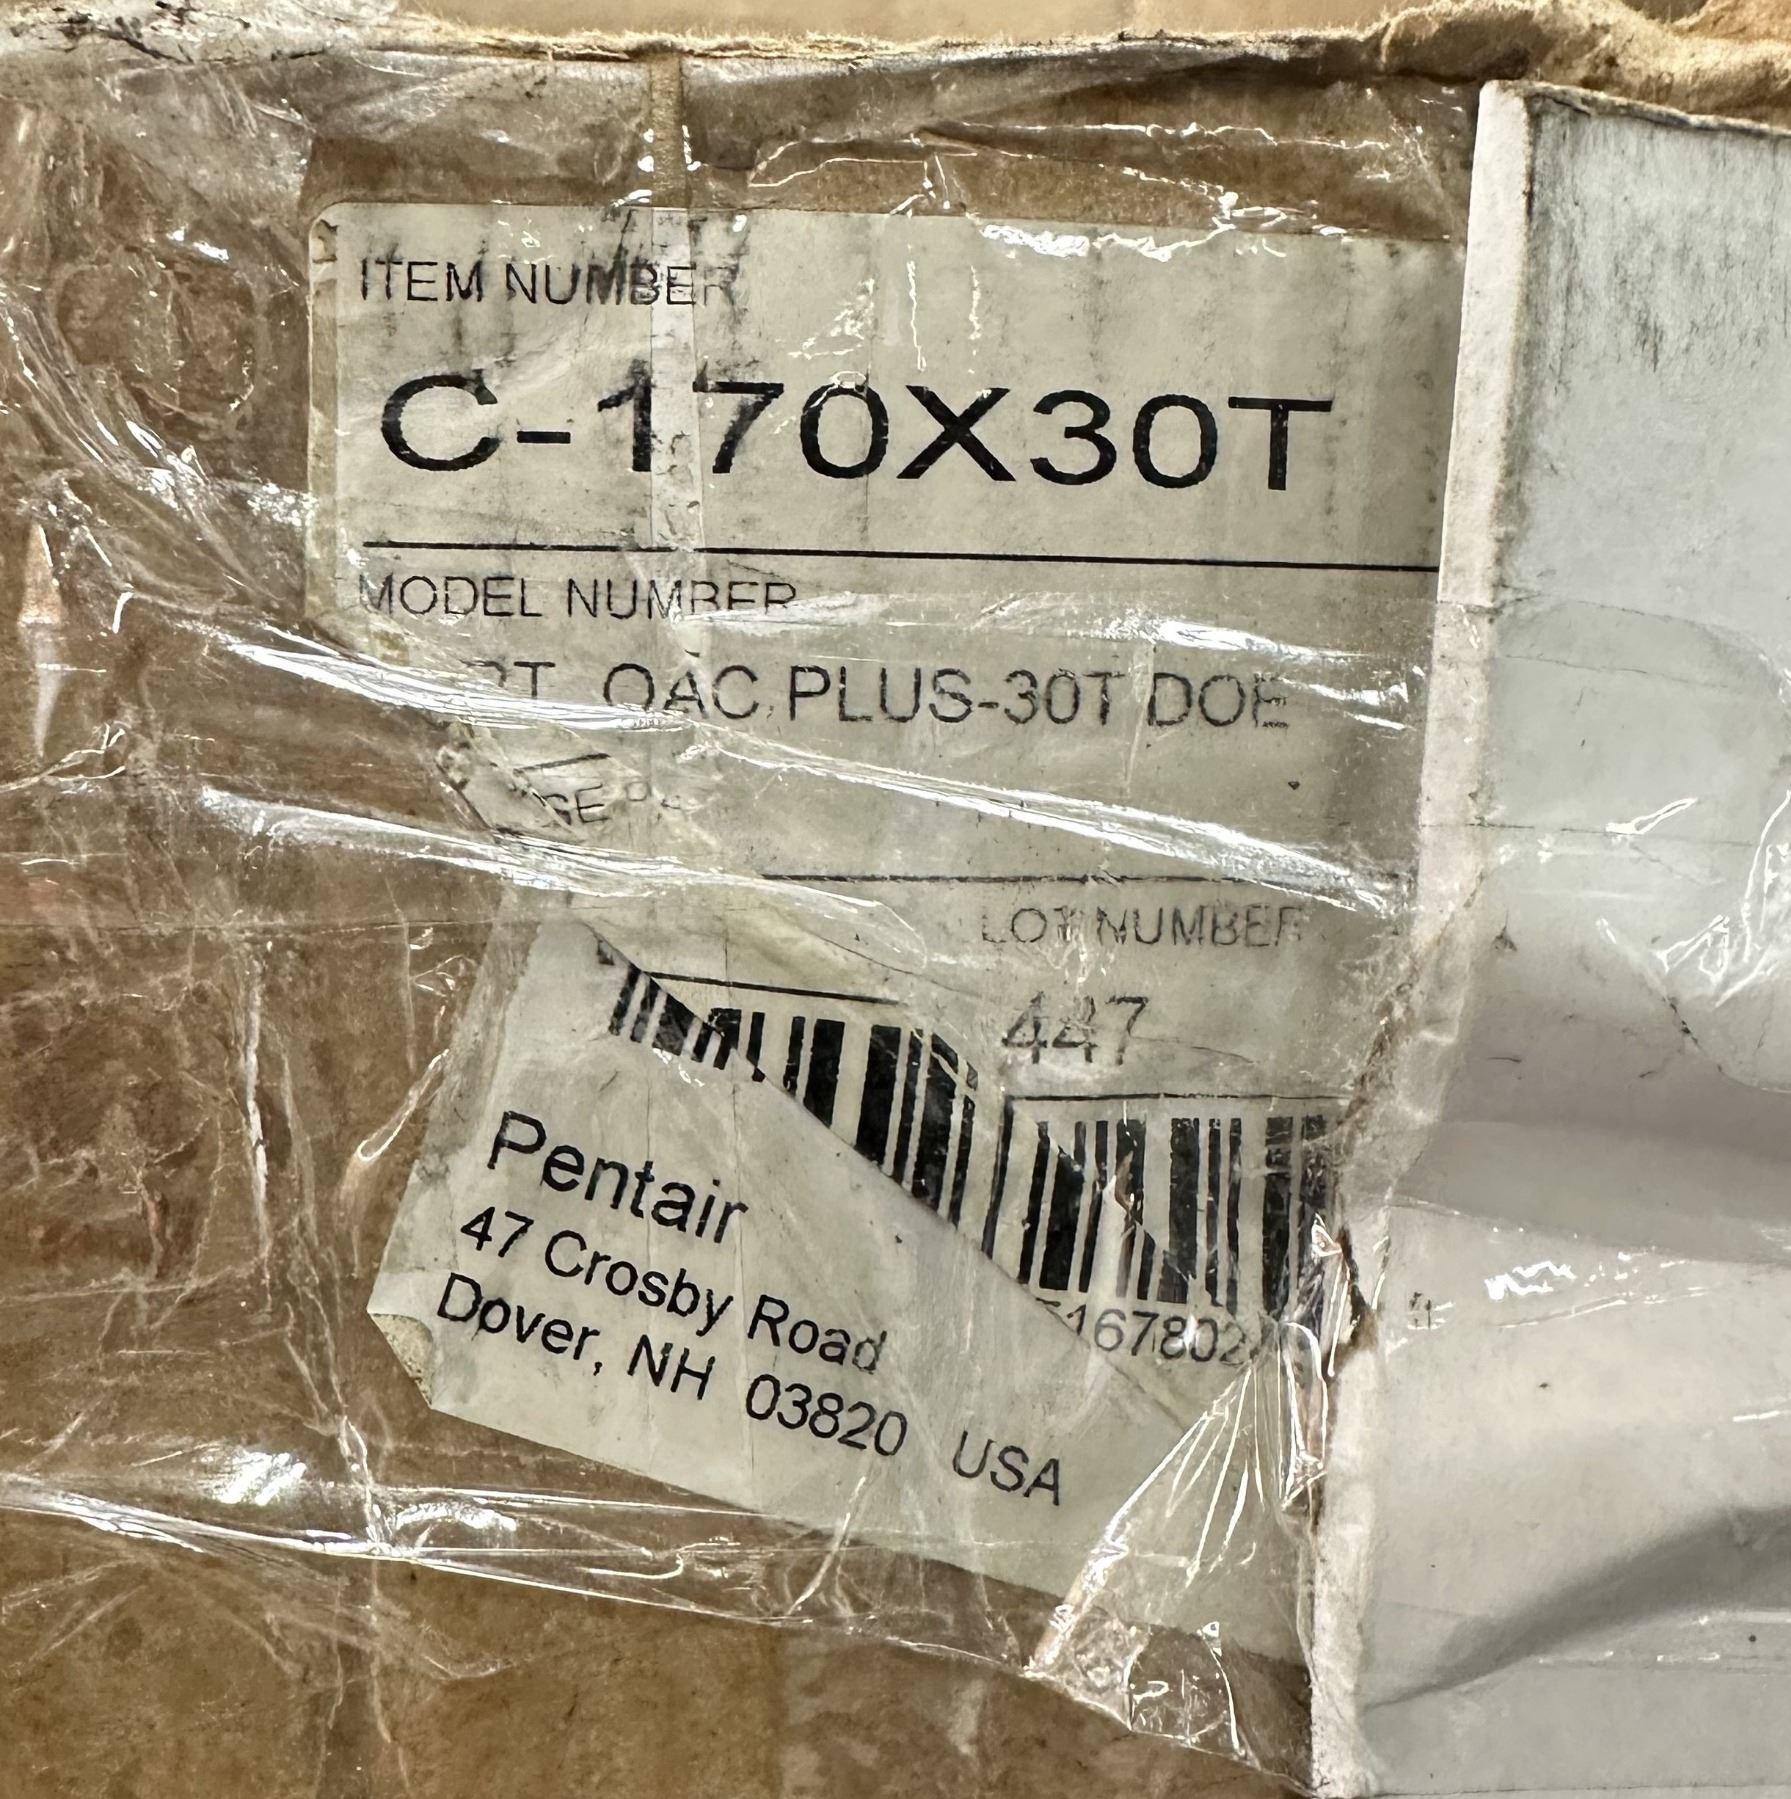 ITEM NUMBER
C-170X30T
MODEL NUMBER
OAC PLUS-30T DOE
LOT NUMBER
447
Pentair
47 Crosby Road
Dover, NH 03820 USA